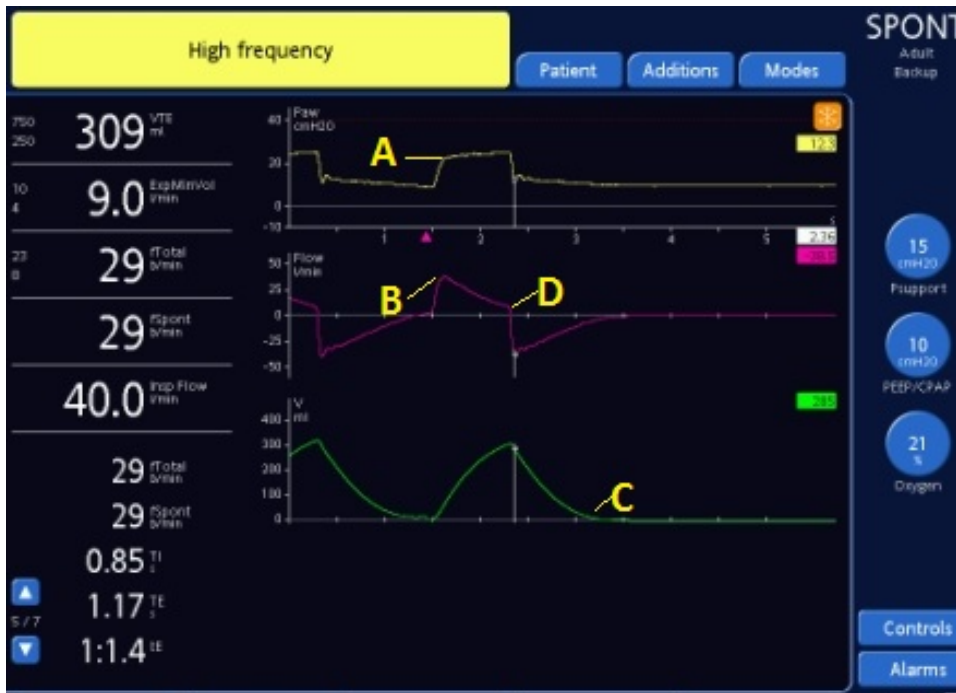 High frequency
Patient
Additions
Modes
SPONT
Adult
Backup
750
250
309 VTE
ml
10
4
9.0 ExpMinVol
l/min
23
8
29 fTotal
b/min
29 fSpont
b/min
40.0 Insp Flow
l/min
29 fTotal
b/min
29 fSpont
b/min
0.85 TI
s
1.17 TE
s
1:1.4 I:E
5/7
Paw
cmH2O
40
20
0
-10
A
12.3
s
1 2 3 4 5
2.36
Flow
l/min
50
25
0
-25
-50
B
D
V
ml
400
300
200
100
0
C
285
15
cmH2O
Psupport
10
cmH2O
PEEP/CPAP
21
%
Oxygen
Controls
Alarms